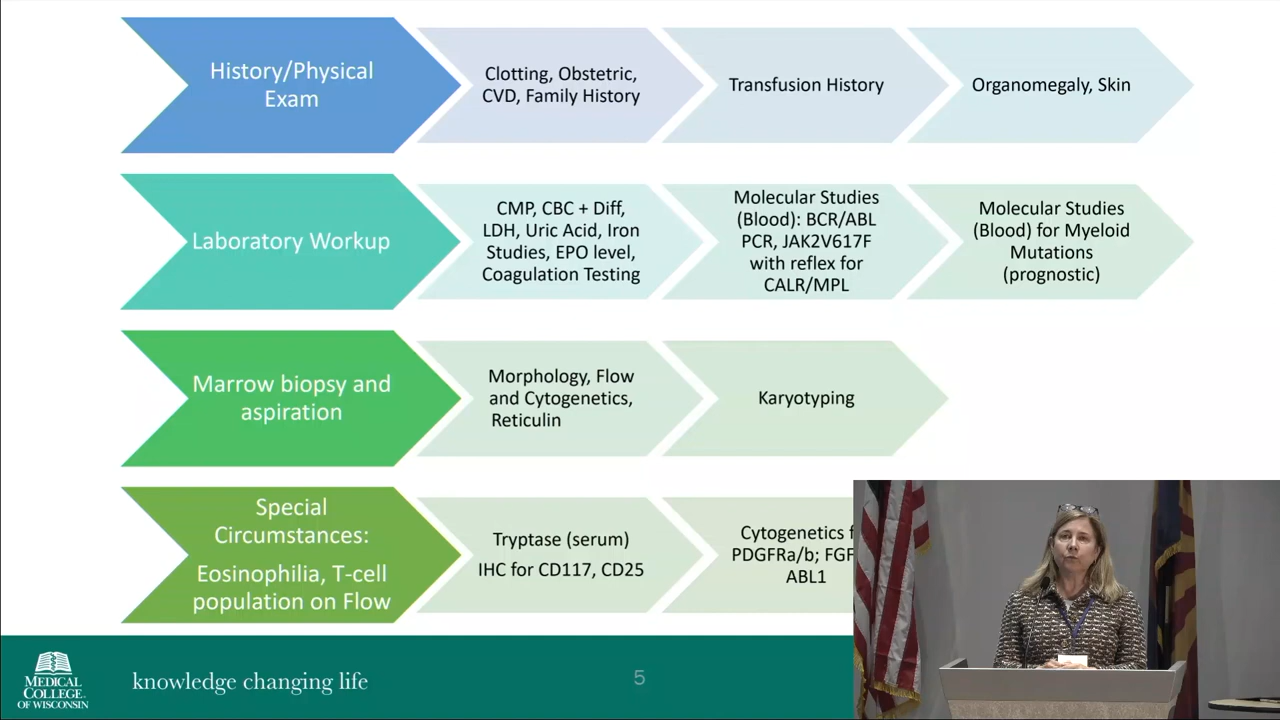 History/Physical
Exam
Clotting, Obstetric,
CVD, Family History
Transfusion History
Organomegaly, Skin
Laboratory Workup
CMP, CBC + Diff,
LDH, Uric Acid, Iron
Studies, EPO level,
Coagulation Testing
Molecular Studies
(Blood): BCR/ABL
PCR, JAK2V617F
with reflex for
CALR/MPL
Molecular Studies
(Blood) for Myeloid
Mutations
(prognostic)
Marrow biopsy and
aspiration
Morphology, Flow
and Cytogenetics,
Reticulin
Karyotyping
Special
Circumstances:
Eosinophilia, T-cell
population on Flow
Tryptase (serum)
IHC for CD117, CD25
Cytogenetics
PDGFRa/b;
ABL1
MEDICAL
COLLEGE
OF WISCONSIN
knowledge changing life
5